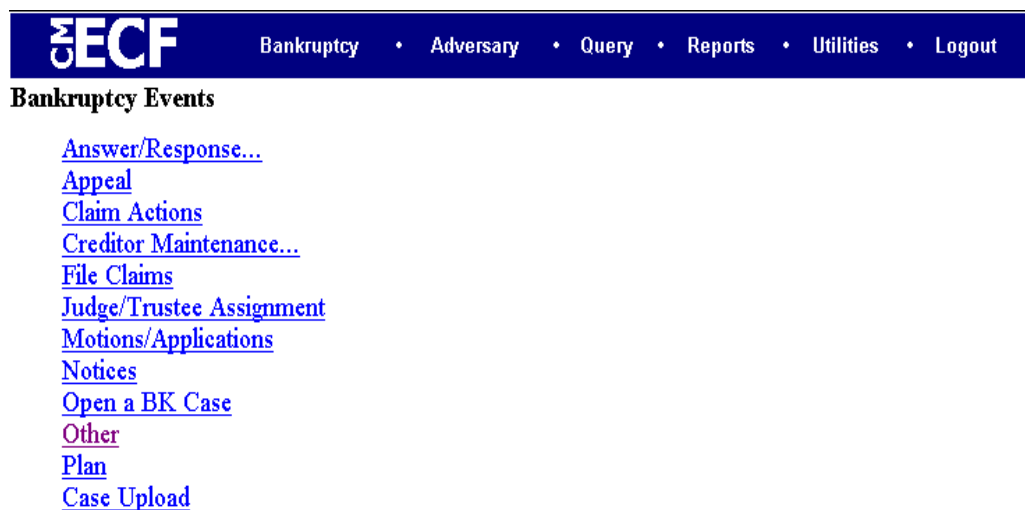 CM ECF Bankruptcy • Adversary • Query • Reports • Utilities • Logout
Bankruptcy Events
Answer/Response...
Appeal
Claim Actions
Creditor Maintenance...
File Claims
Judge/Trustee Assignment
Motions/Applications
Notices
Open a BK Case
Other
Plan
Case Upload